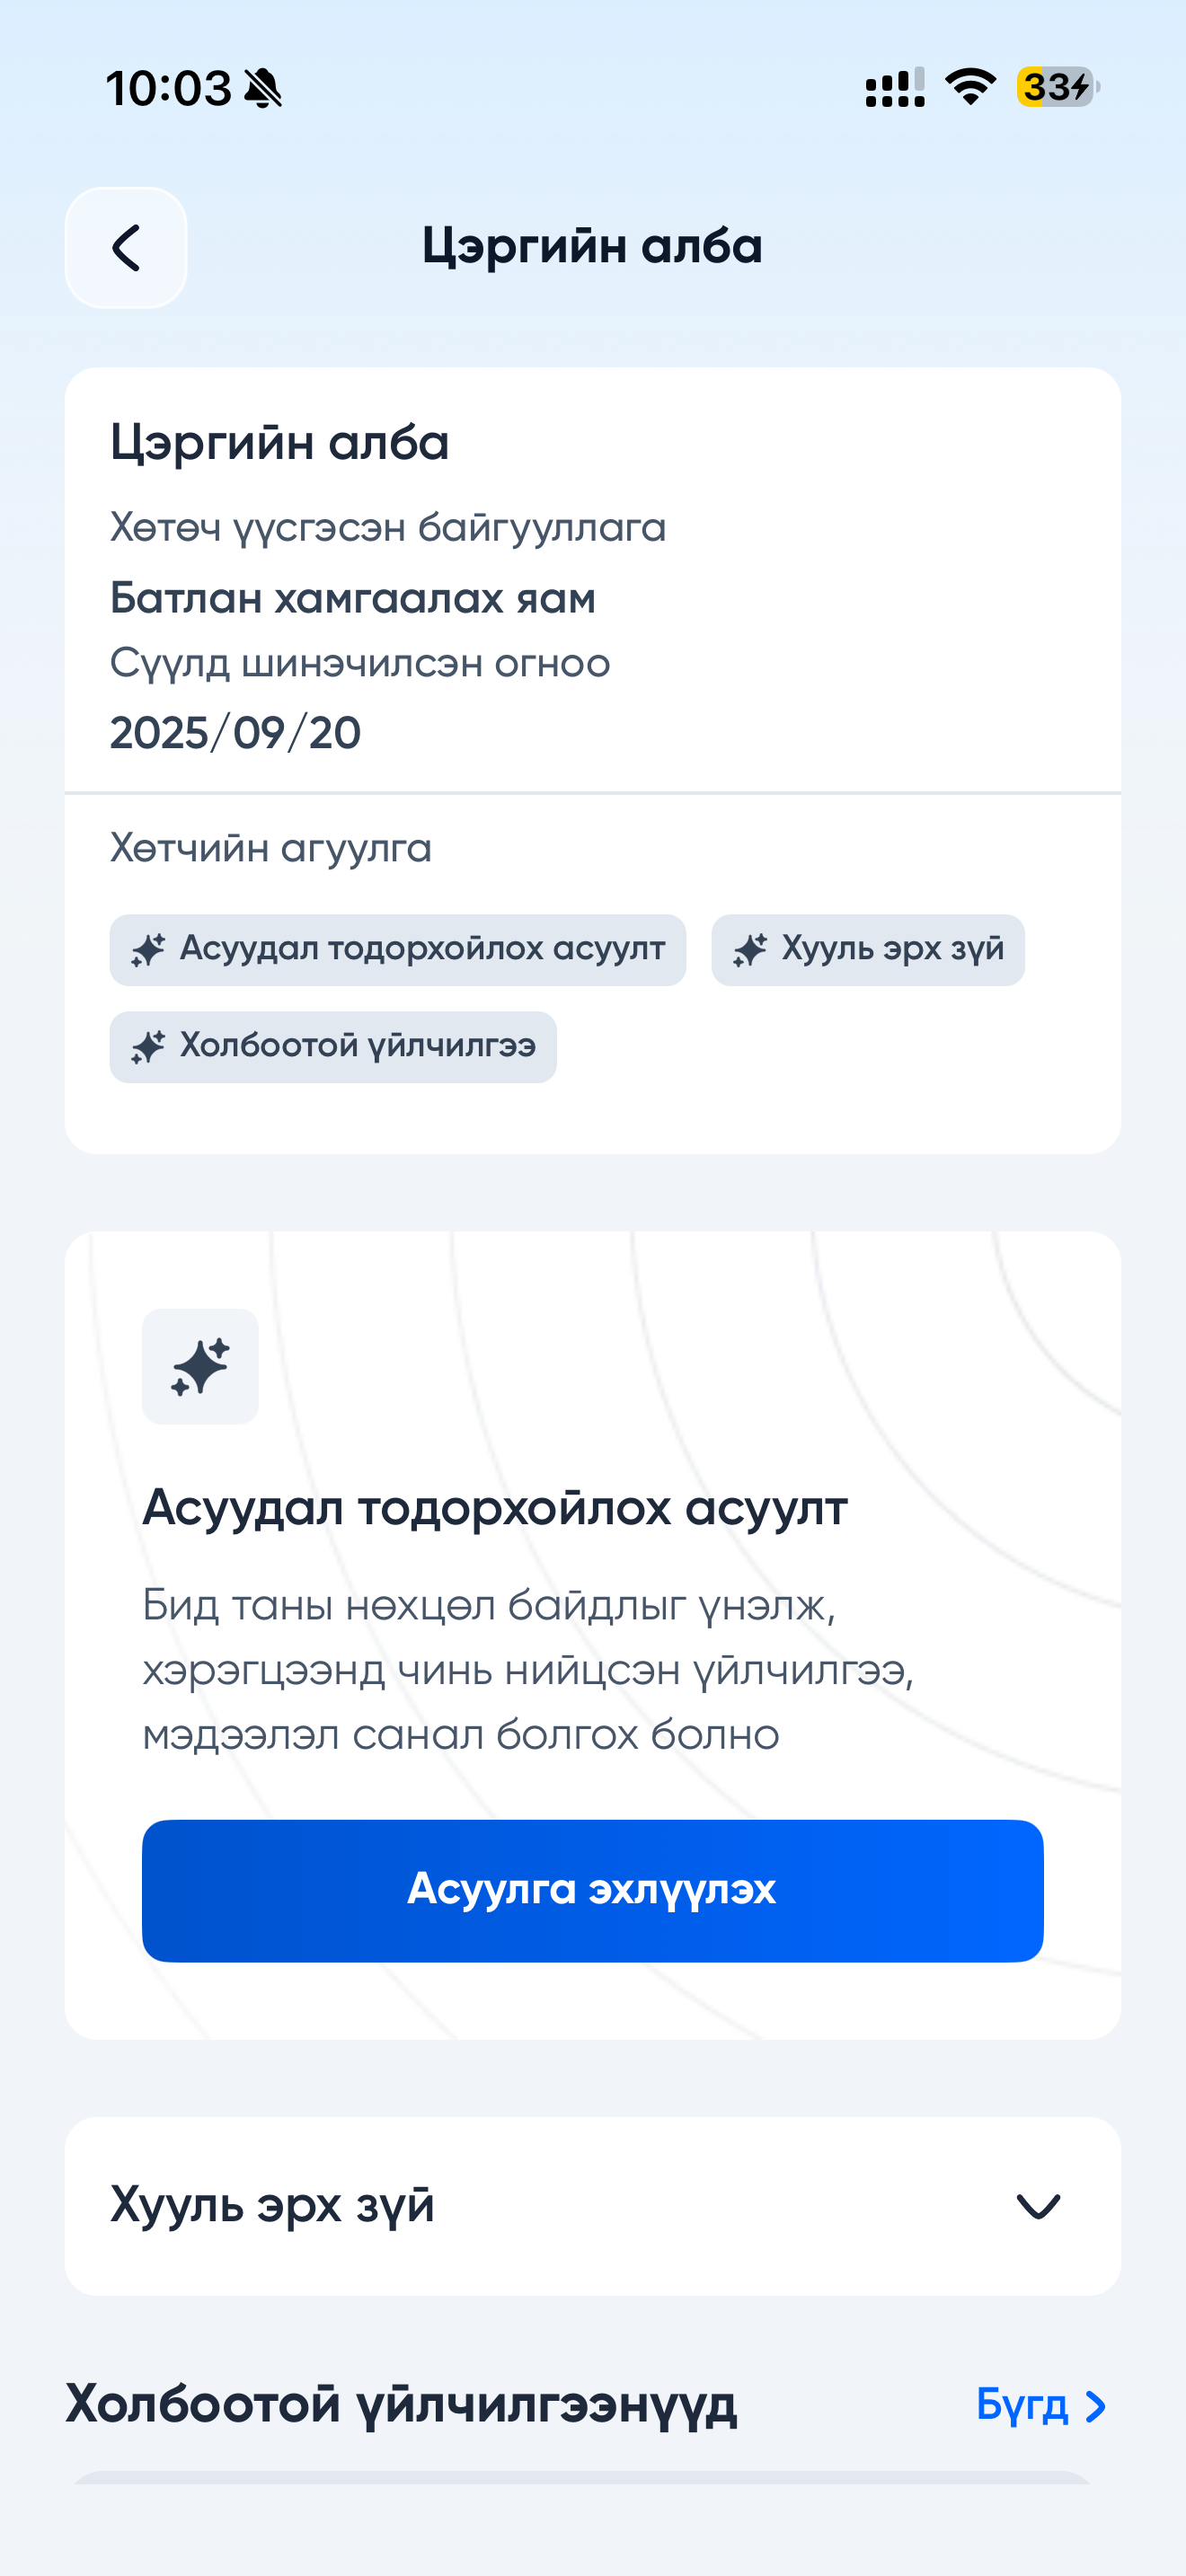 10:03
33
Цэргийн алба
Цэргийн алба
Хөтөч үүсгэсэн байгууллага
Батлан хамгаалах яам
Сүүлд шинэчилсэн огноо
2025/09/20
Хөтчийн агуулга
Асуудал тодорхойлох асуулт
Хууль эрх зүй
Холбоотой үйлчилгээ
Асуудал тодорхойлох асуулт
Бид таны нөхцөл байдлыг үнэлж,
хэрэгцээнд чинь нийцсэн үйлчилгээ,
мэдээлэл санал болгох болно
Асуулга эхлүүлэх
Хууль эрх зүй
Холбоотой үйлчилгээнүүд
Бүгд